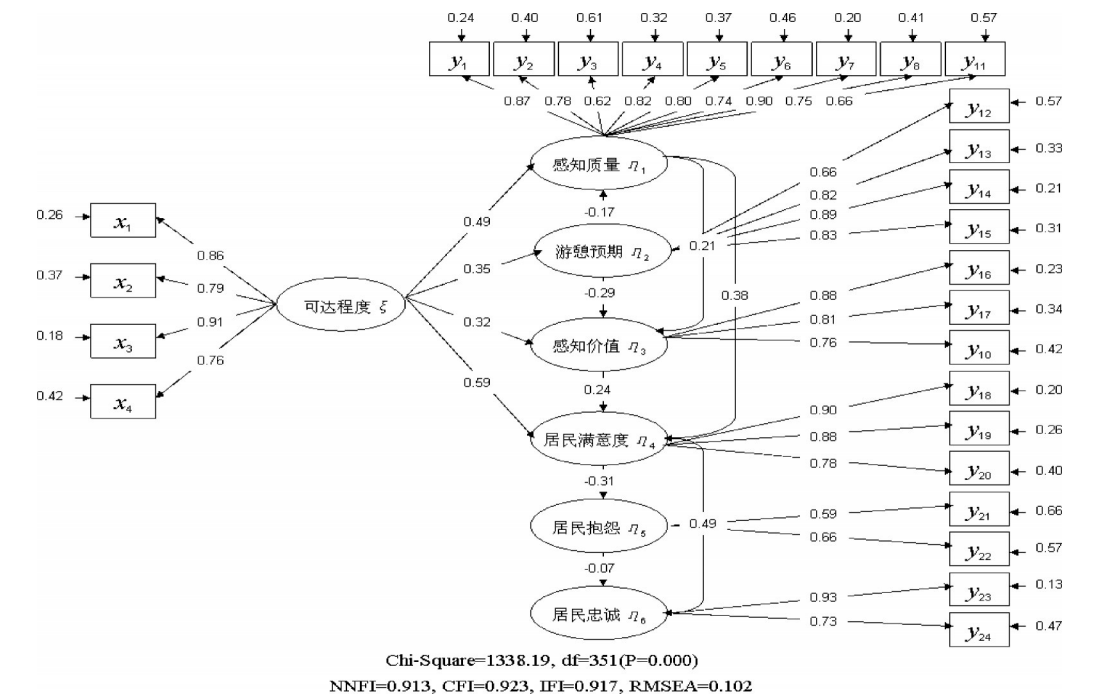 0.24 0.40 0.61 0.32 0.37 0.46 0.20 0.41 0.57
y1 y2 y3 y4 y5 y6 y7 y8 y11
0.87 0.78 0.62 0.82 0.80 0.74 0.90 0.75 0.66
y12 0.57
感知质量 η1
0.66
y13 0.33
0.82
y14 0.21
0.89
0.26 x1
0.49
-0.17
0.83
y15 0.31
0.86
游憩预期 η2
0.21
0.35
y16 0.23
0.37 x2
0.79
-0.29
0.38
0.88
可达程度 ξ
y17 0.34
0.91
0.32
0.81
0.18 x3
感知价值 η3
0.76
y10 0.42
0.76
0.59
0.24
y18 0.20
0.42 x4
0.90
居民满意度 η4
0.88
y19 0.26
0.78
y20 0.40
-0.31
居民抱怨 η5
0.49
0.59
y21 0.66
0.66
y22 0.57
-0.07
居民忠诚 η6
0.93
y23 0.13
0.73
y24 0.47
Chi-Square=1338.19, df=351(P=0.000)
NNFI=0.913, CFI=0.923, IFI=0.917, RMSEA=0.102